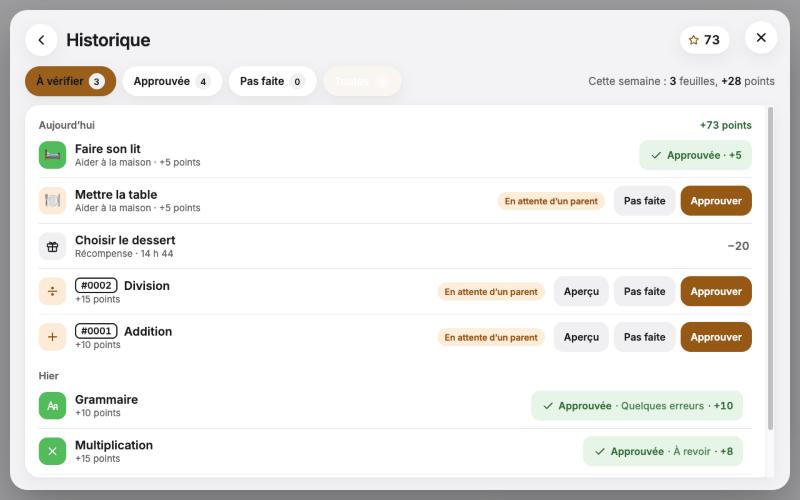 Historique
73
À vérifier 3
Approuvée 4
Pas faite 0
Toutes
Cette semaine : 3 feuilles, +28 points
Aujourd'hui
+73 points
Faire son lit
Aider à la maison · +5 points
Approuvée · +5
Mettre la table
Aider à la maison · +5 points
En attente d'un parent
Pas faite
Approuver
Choisir le dessert
Récompense · 14 h 44
−20
#0002 Division
+15 points
En attente d'un parent
Aperçu
Pas faite
Approuver
#0001 Addition
+10 points
En attente d'un parent
Aperçu
Pas faite
Approuver
Hier
Grammaire
+10 points
Approuvée · Quelques erreurs · +10
Multiplication
+15 points
Approuvée · À revoir · +8